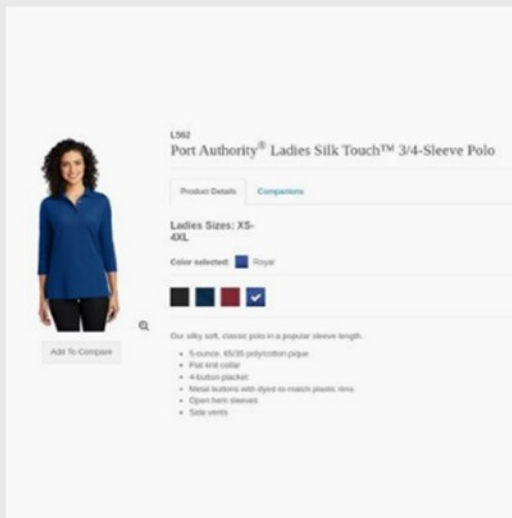 L562
Port Authority® Ladies Silk Touch™ 3/4-Sleeve Polo
Product Details
Companions
Ladies Sizes: XS-
4XL
Color selected: Royal
Our silky soft, classic polo in a popular sleeve length.
5-ounce, 65/35 poly/cotton pique
Flat knit collar
4-button placket
Metal buttons with dyed-to-match plastic rims
Open hem sleeves
Side vents
Add To Compare